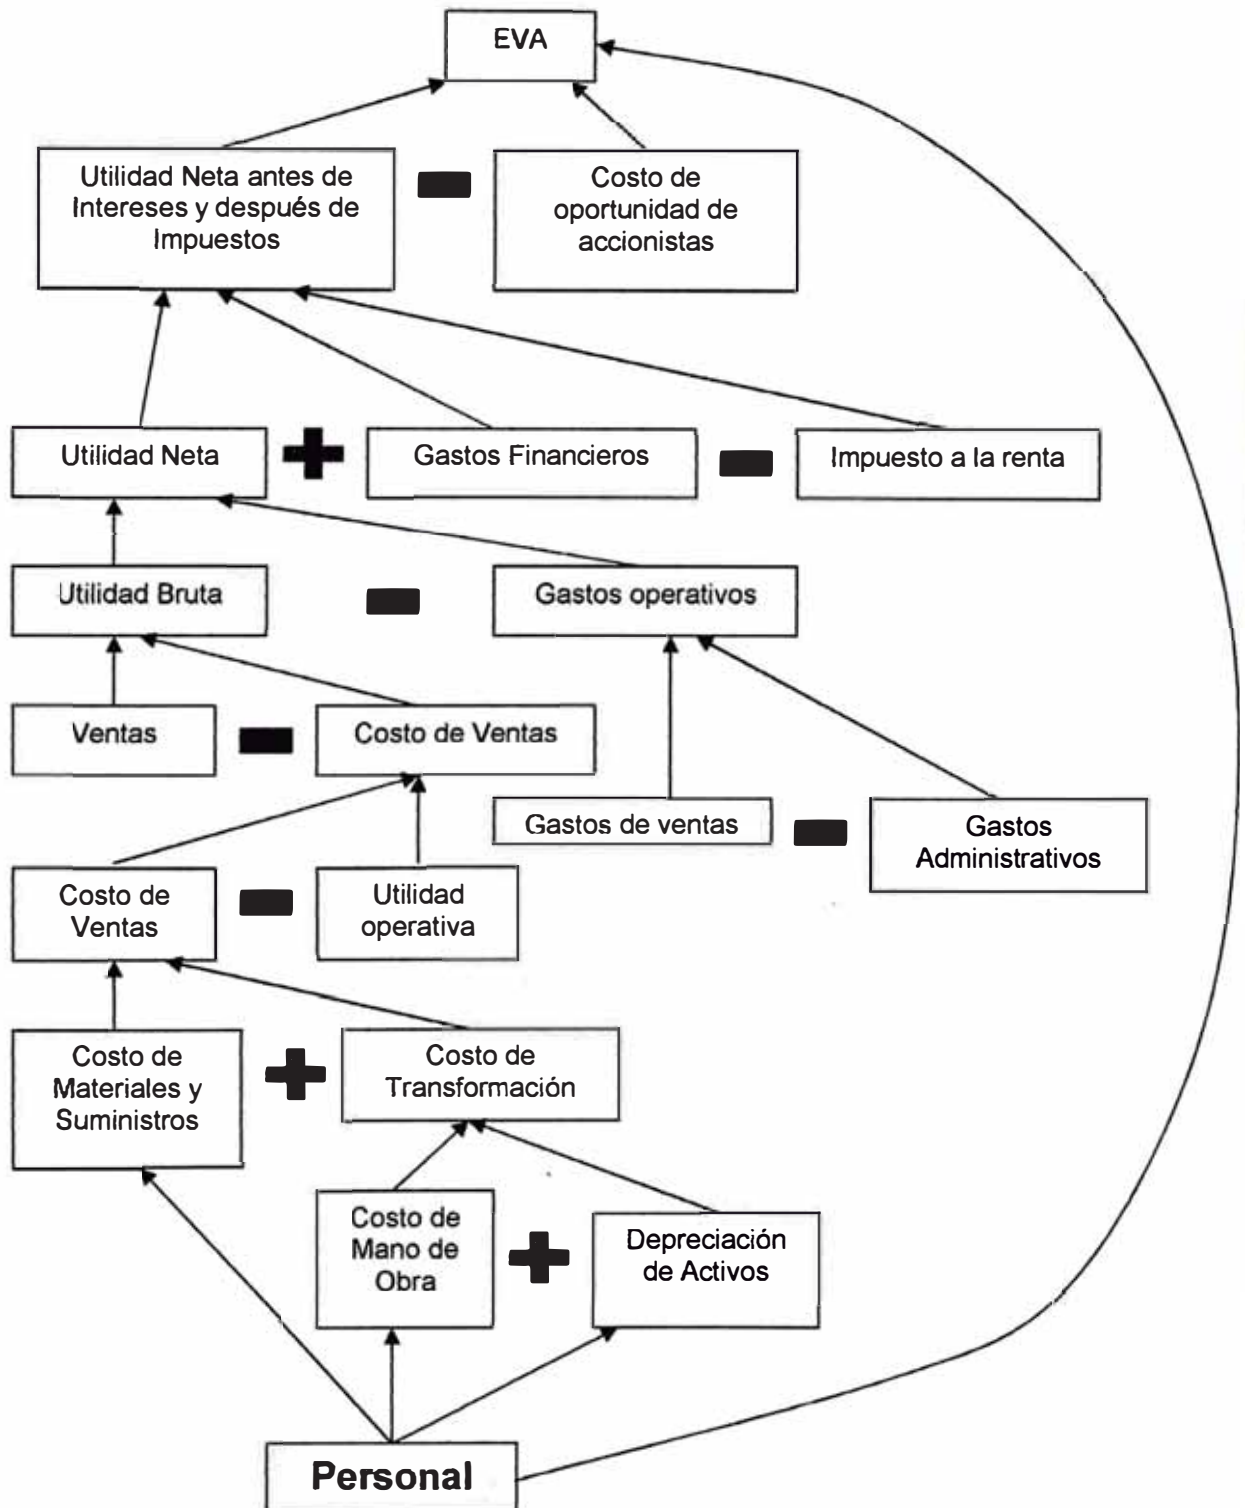 EVA
Utilidad Neta antes de
Intereses y después de
Impuestos
Costo de
oportunidad de
accionistas
Utilidad Neta
Gastos Financieros
Impuesto a la renta
Utilidad Bruta
Gastos operativos
Ventas
Costo de Ventas
Gastos de ventas
Gastos
Administrativos
Costo de
Ventas
Utilidad
operativa
Costo de
Materiales y
Suministros
Costo de
Transformación
Costo de
Mano de
Obra
Depreciación
de Activos
Personal